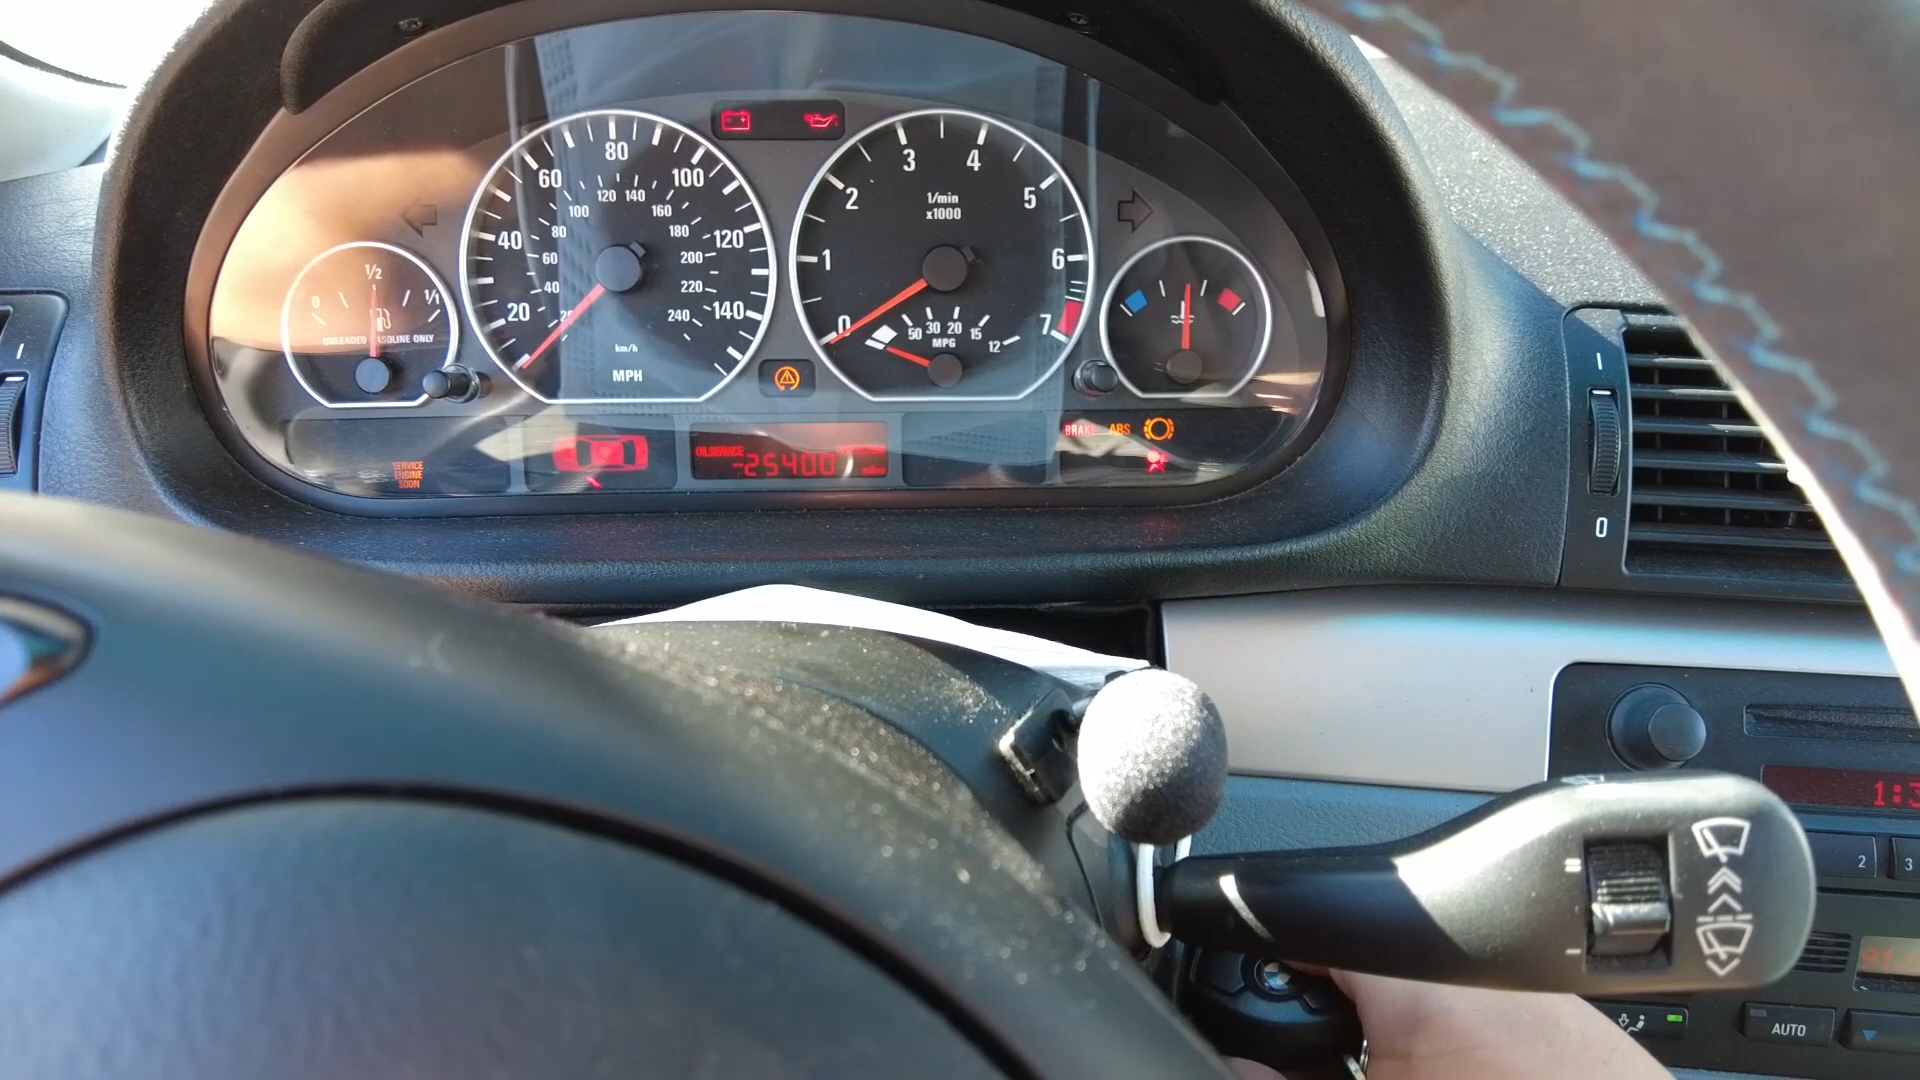 80
60 100
120 140
100 160
40 80 180 120
60 200
40 220
20 20 240 140
km/h
MPH
3 4
2 5
1/min
x1000
1 6
0 7
50 30 20 15 12
MPG
1/2
0 1/1
UNLEADED GASOLINE ONLY
SERVICE
ENGINE
SOON
OILSERVICE
-25400 miles
BRAKE ABS
I
0
I
1:3
2 3
AUTO